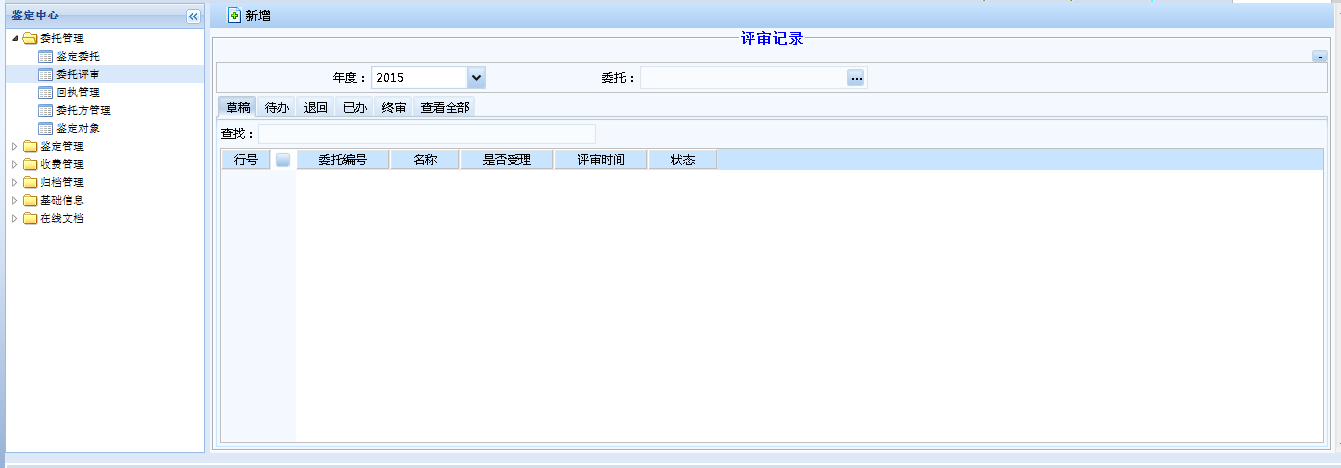 鉴定中心
委托管理
鉴定委托
委托评审
回执管理
委托方管理
鉴定对象
鉴定管理
收费管理
归档管理
基础信息
在线文档
新增
评审记录
年度： 2015 委托： ...
草稿 待办 退回 已办 终审 查看全部
查找：
行号 委托编号 名称 是否受理 评审时间 状态